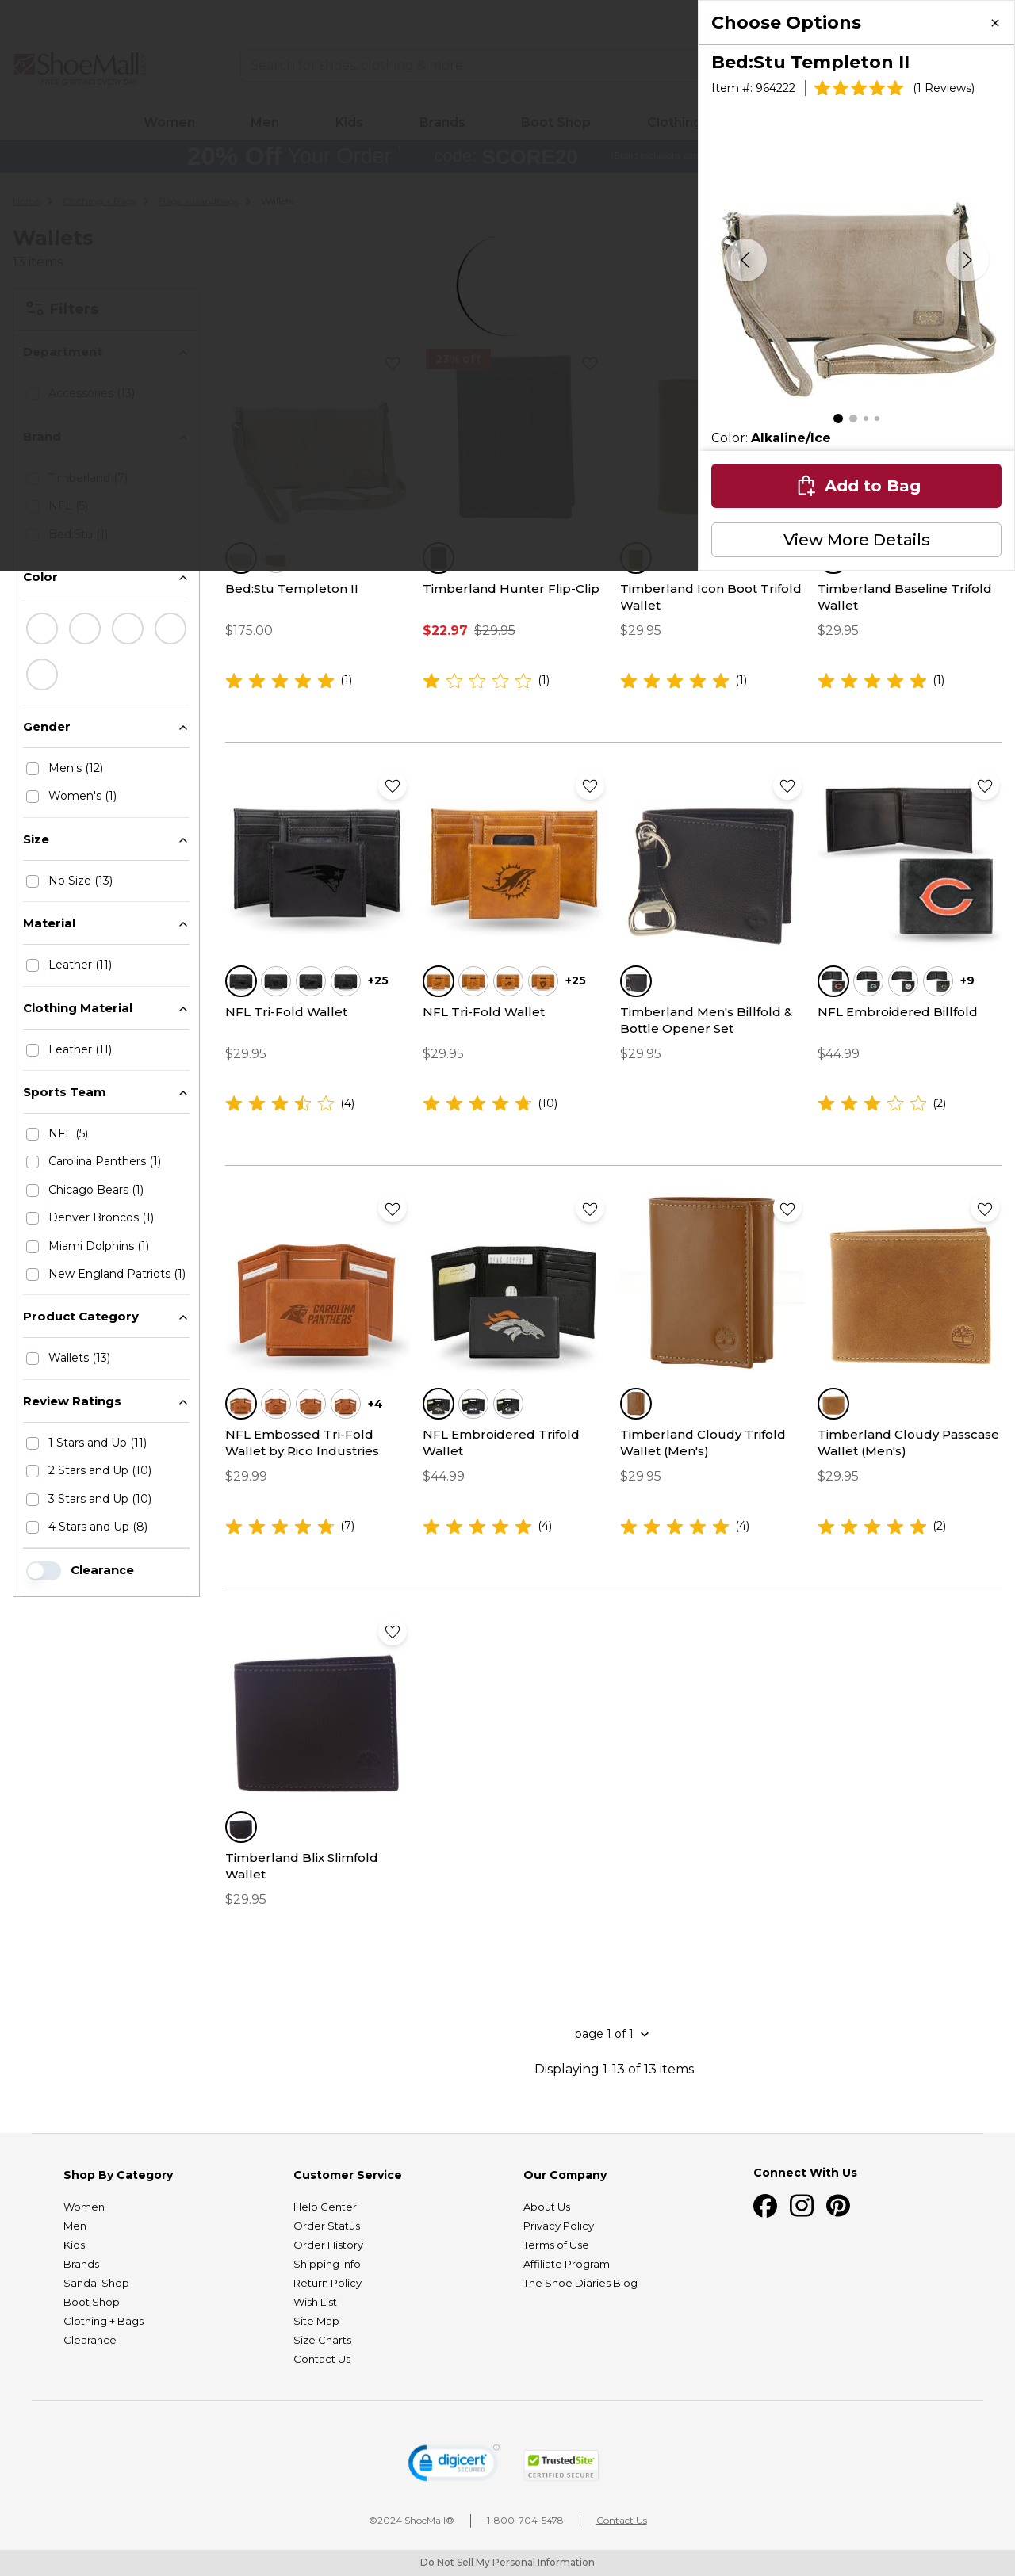 ShoeMall
Search for shoes, clothing & more
Women
Men
Kids
Brands
Boot Shop
Clothing
20% Off Your Order
code: SCORE20
Wallets
Wallets
13 items
Filters
Department
Accessories (13)
Brand
Timberland (7)
NFL (5)
Bed:Stu (1)
23% off
Choose Options
Bed:Stu Templeton II
Item #: 964222
(1 Reviews)
Color: Alkaline/Ice
Add to Bag
View More Details
Color
Gender
Men's (12)
Women's (1)
Size
No Size (13)
Material
Leather (11)
Clothing Material
Leather (11)
Sports Team
NFL (5)
Carolina Panthers (1)
Chicago Bears (1)
Denver Broncos (1)
Miami Dolphins (1)
New England Patriots (1)
Product Category
Wallets (13)
Review Ratings
1 Stars and Up (11)
2 Stars and Up (10)
3 Stars and Up (10)
4 Stars and Up (8)
Clearance
Bed:Stu Templeton II
$175.00
(1)
Timberland Hunter Flip-Clip
$22.97 $29.95
(1)
Timberland Icon Boot Trifold
Wallet
$29.95
(1)
Timberland Baseline Trifold
Wallet
$29.95
(1)
+25
NFL Tri-Fold Wallet
$29.95
(4)
+25
NFL Tri-Fold Wallet
$29.95
(10)
Timberland Men's Billfold &
Bottle Opener Set
$29.95
+9
NFL Embroidered Billfold
$44.99
(2)
CAROLINA
PANTHERS
+4
NFL Embossed Tri-Fold
Wallet by Rico Industries
$29.99
(7)
NFL Embroidered Trifold
Wallet
$44.99
(4)
Timberland Cloudy Trifold
Wallet (Men's)
$29.95
(4)
Timberland Cloudy Passcase
Wallet (Men's)
$29.95
(2)
Timberland Blix Slimfold
Wallet
$29.95
page 1 of 1
Displaying 1-13 of 13 items
Shop By Category
Women
Men
Kids
Brands
Sandal Shop
Boot Shop
Clothing + Bags
Clearance
Customer Service
Help Center
Order Status
Order History
Shipping Info
Return Policy
Wish List
Site Map
Size Charts
Contact Us
Our Company
About Us
Privacy Policy
Terms of Use
Affiliate Program
The Shoe Diaries Blog
Connect With Us
digicert
SECURED
TrustedSite
CERTIFIED SECURE
©2024 ShoeMall®
1-800-704-5478
Contact Us
Do Not Sell My Personal Information